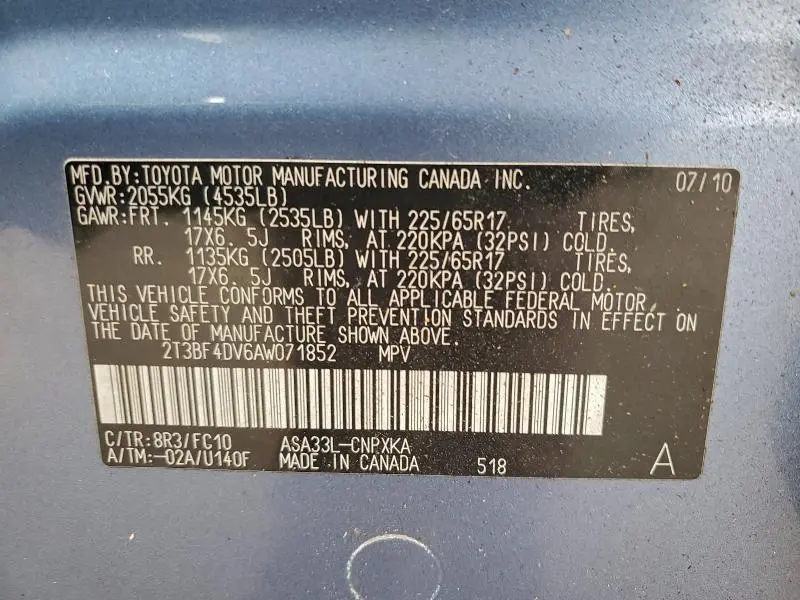 MFD.BY:TOYOTA MOTOR MANUFACTURING CANADA INC. 07/10
GVWR:2055KG (4535LB)
GAWR:FRT. 1145KG (2535LB) WITH 225/65R17 TIRES,
17X6. 5J RIMS, AT 220KPA (32PSI) COLD.
RR. 1135KG (2505LB) WITH 225/65R17 TIRES,
17X6. 5J RIMS, AT 220KPA (32PSI) COLD.
THIS VEHICLE CONFORMS TO ALL APPLICABLE FEDERAL MOTOR
VEHICLE SAFETY AND THEFT PREVENTION STANDARDS IN EFFECT ON
THE DATE OF MANUFACTURE SHOWN ABOVE.
2T3BF4DV6AW071852 MPV
C/TR:8R3/FC10 ASA33L-CNPXKA
A/TM:-02A/U140F MADE IN CANADA 518 A